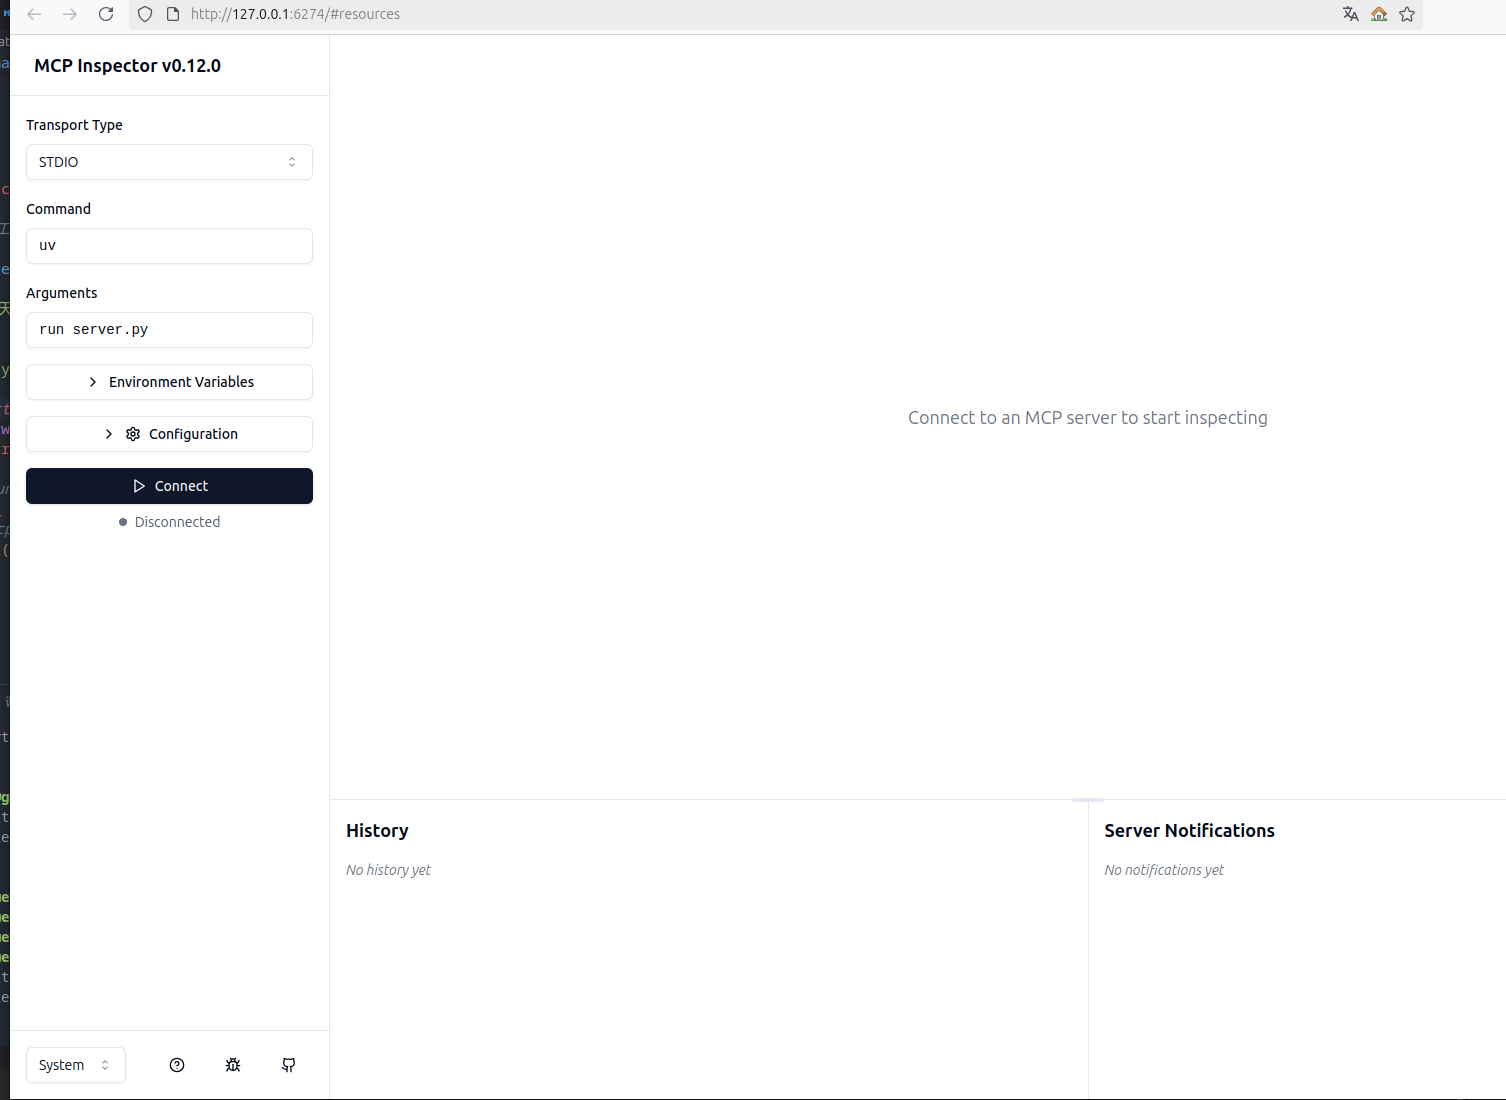 http://127.0.0.1:6274/#resources
MCP Inspector v0.12.0
Transport Type
STDIO
Command
uv
Arguments
run server.py
Environment Variables
Configuration
Connect
Disconnected
System
Connect to an MCP server to start inspecting
History
No history yet
Server Notifications
No notifications yet